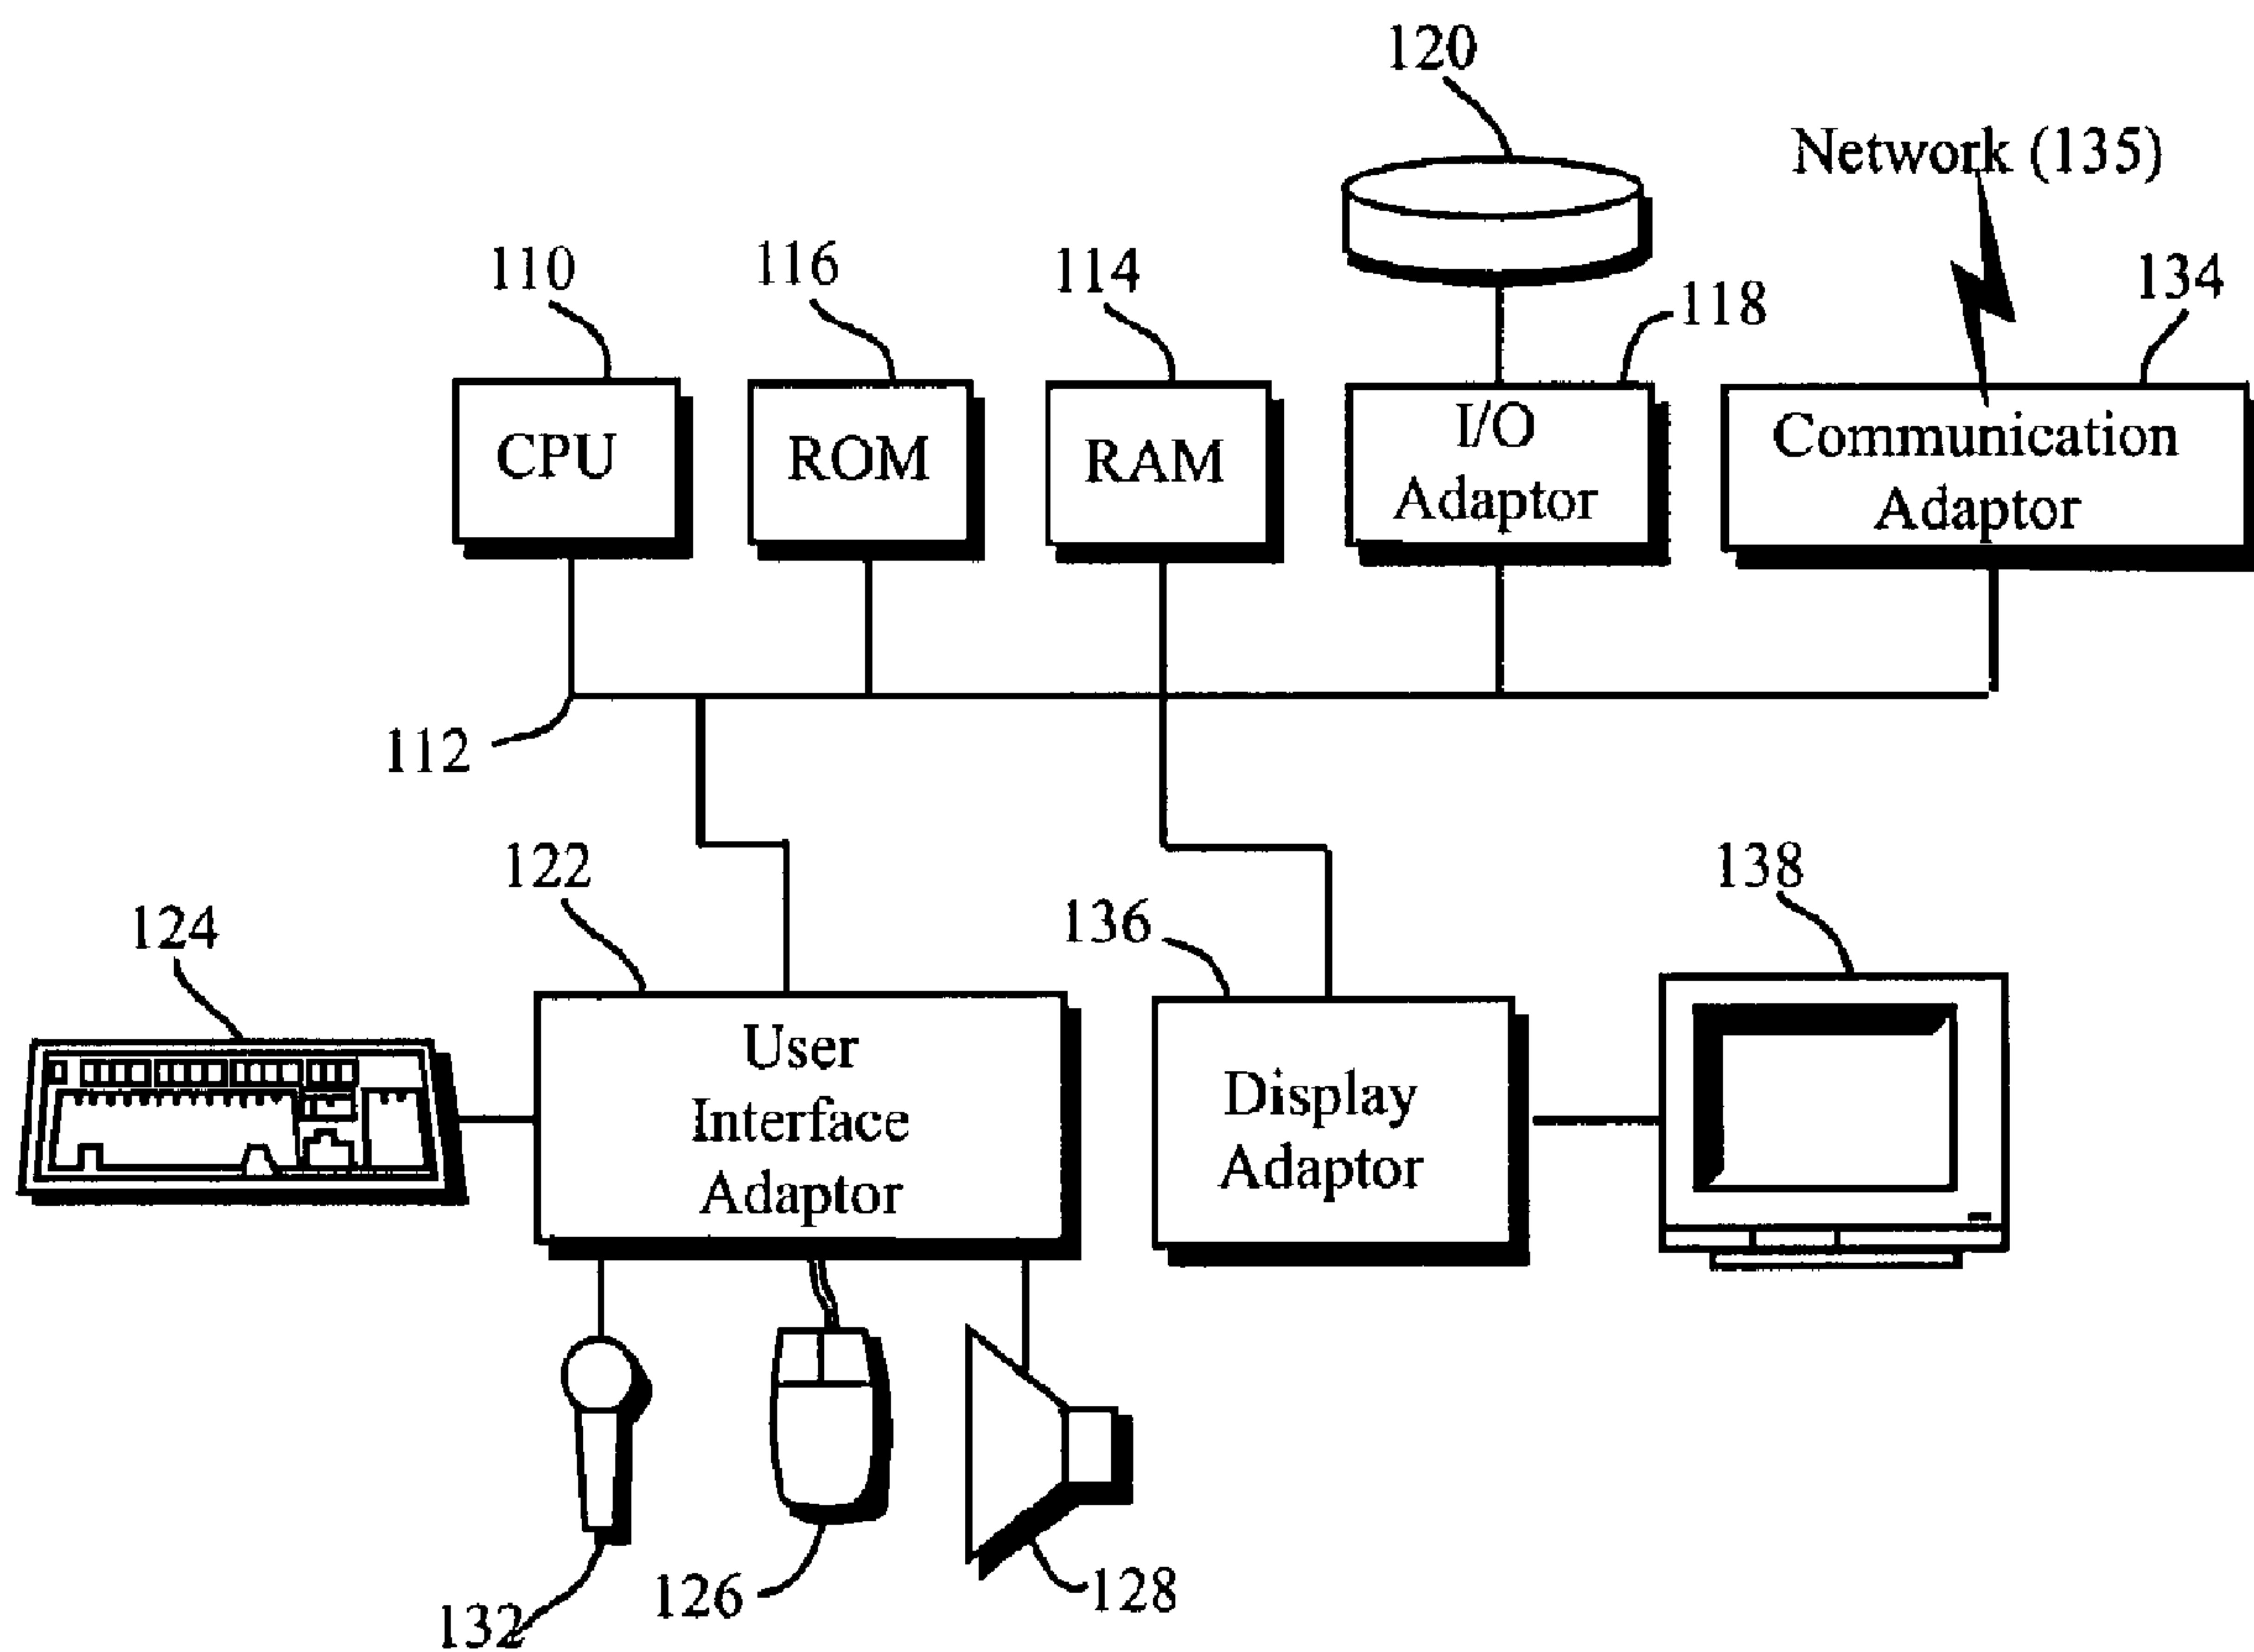 120
Network (135)
110
116
114
118
134
CPU
ROM
RAM
I/O
Adaptor
Communication
Adaptor
112
122
138
124
136
User
Interface
Adaptor
Display
Adaptor
132
126
128